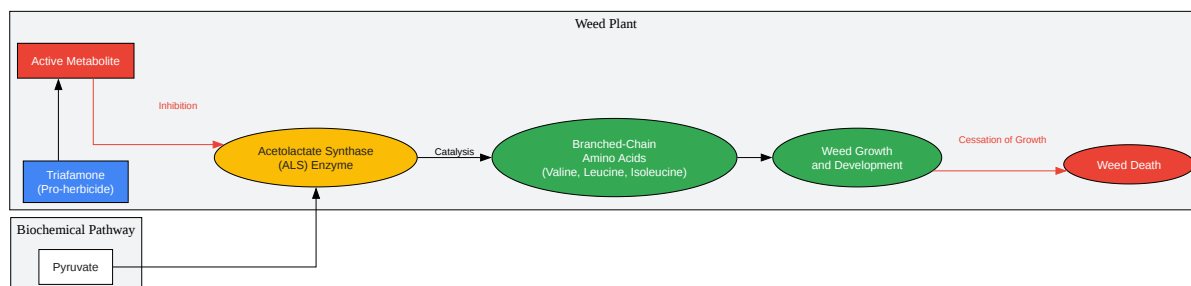 Weed Plant
Active Metabolite
Inhibition
Triafamone
(Pro-herbicide)
Acetolactate Synthase
(ALS) Enzyme
Catalysis
Branched-Chain
Amino Acids
(Valine, Leucine, Isoleucine)
Weed Growth
and Development
Cessation of Growth
Weed Death
Biochemical Pathway
Pyruvate